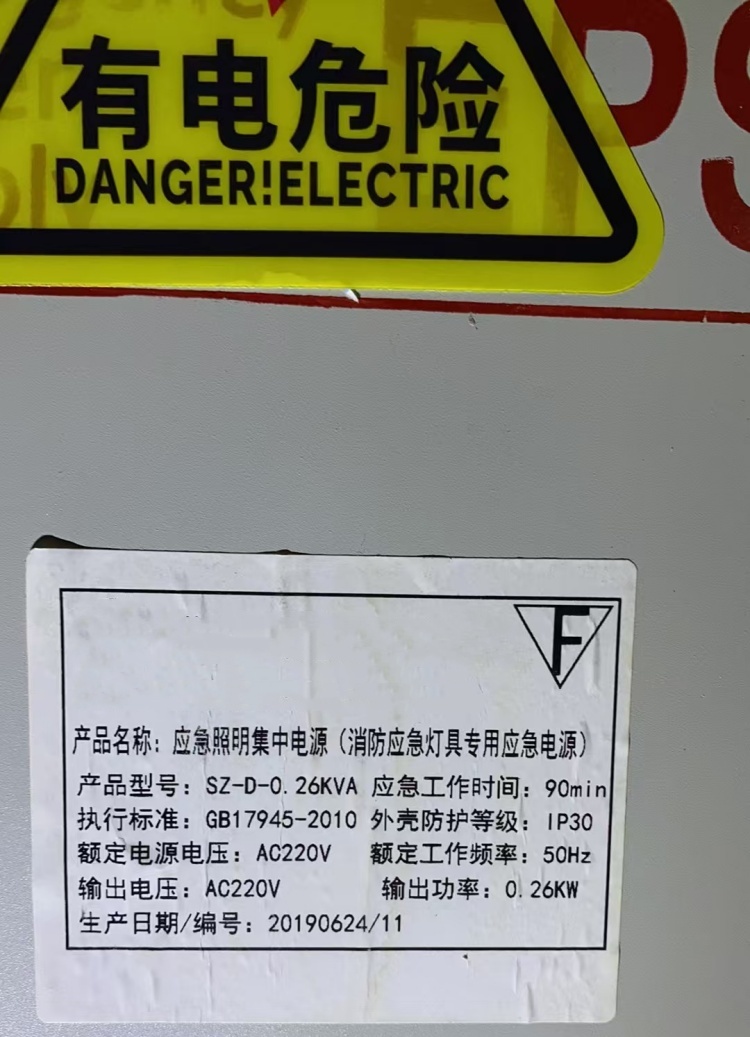 有电危险
DANGER!ELECTRIC
F
产品名称：应急照明集中电源（消防应急灯具专用应急电源）
产品型号：SZ-D-0.26KVA 应急工作时间：90min
执行标准：GB17945-2010 外壳防护等级：IP30
额定电源电压：AC220V 额定工作频率：50Hz
输出电压：AC220V 输出功率：0.26KW
生产日期/编号：20190624/11